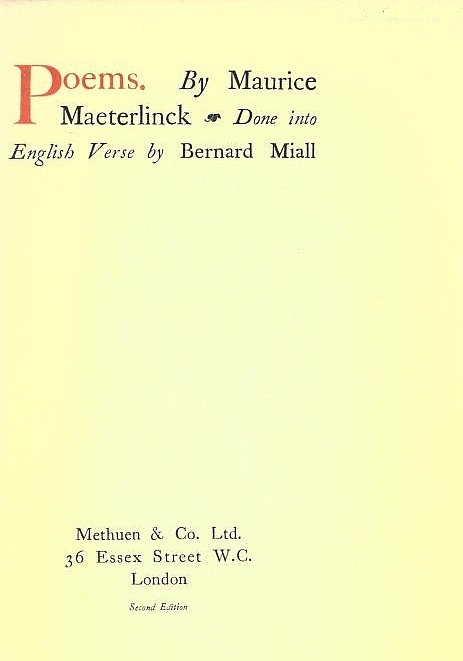 Poems. By Maurice
Maeterlinck ❧ Done into
English Verse by Bernard Miall
Methuen & Co. Ltd.
36 Essex Street W.C.
London
Second Edition